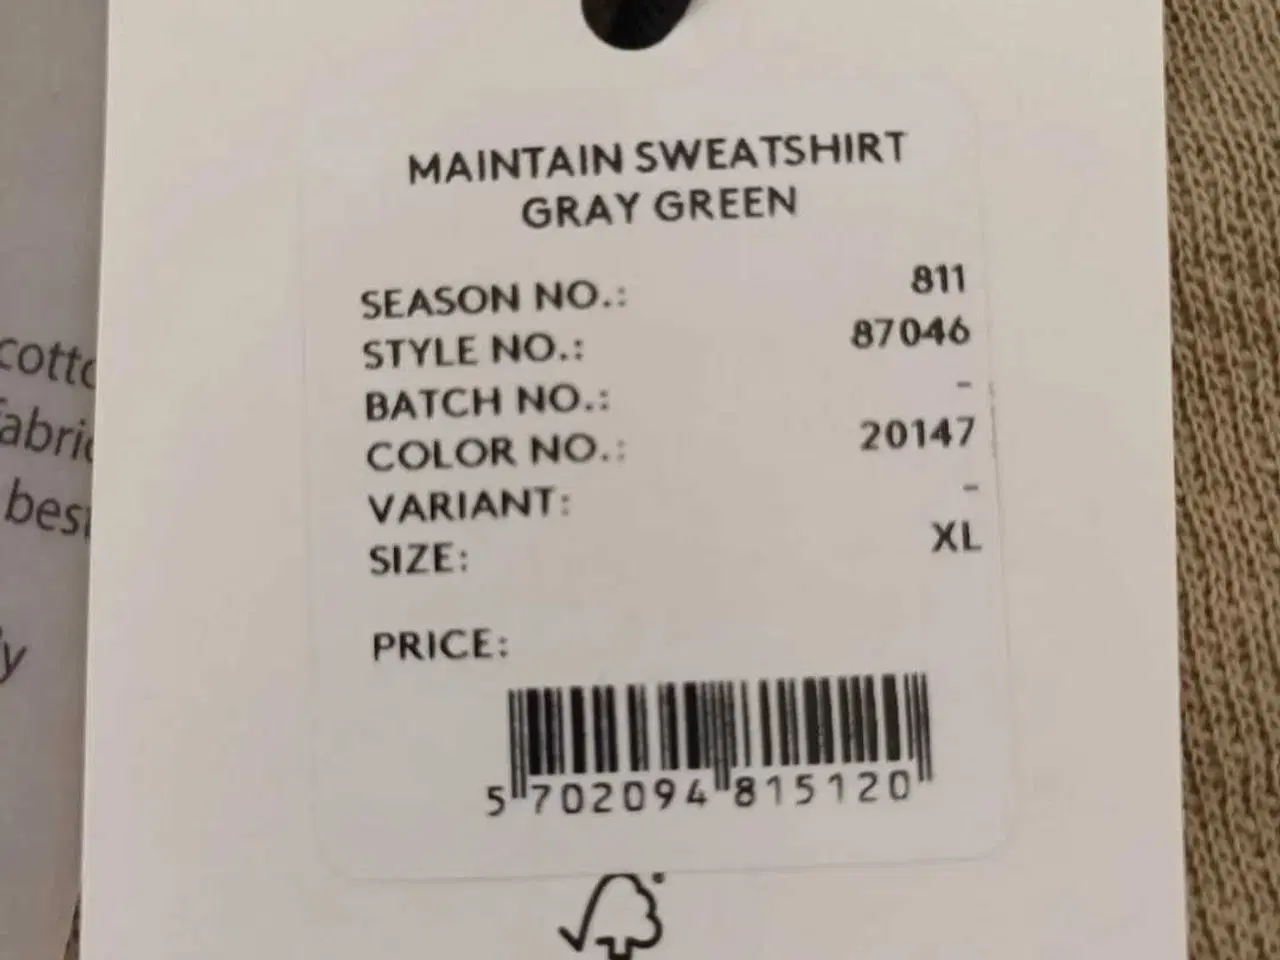 MAINTAIN SWEATSHIRT
GRAY GREEN
SEASON NO.: 811
STYLE NO.: 87046
BATCH NO.: -
COLOR NO.: 20147
VARIANT: -
SIZE: XL
PRICE:
5 702094 815120
best